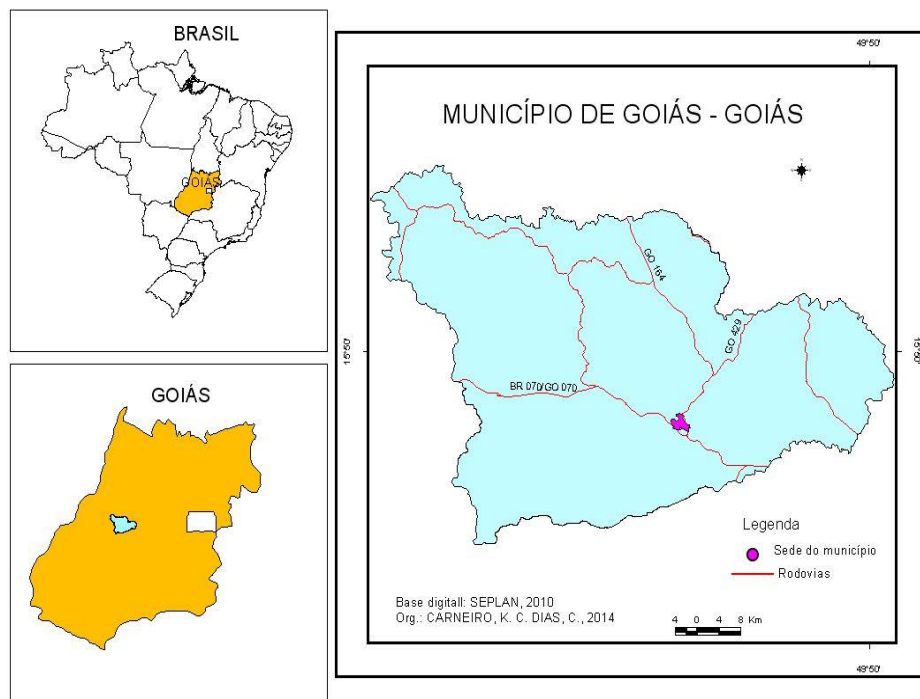 BRASIL
GOIÁS
GOIÁS
49°50'
MUNICÍPIO DE GOIÁS - GOIÁS
GO 164
GO 429
15°50'
15°50'
BR 070/GO 070
Legenda
Sede do município
Rodovias
Base digitall: SEPLAN, 2010
Org.: CARNEIRO, K. C. DIAS, C., 2014
4 0 4 8 Km
49°50'